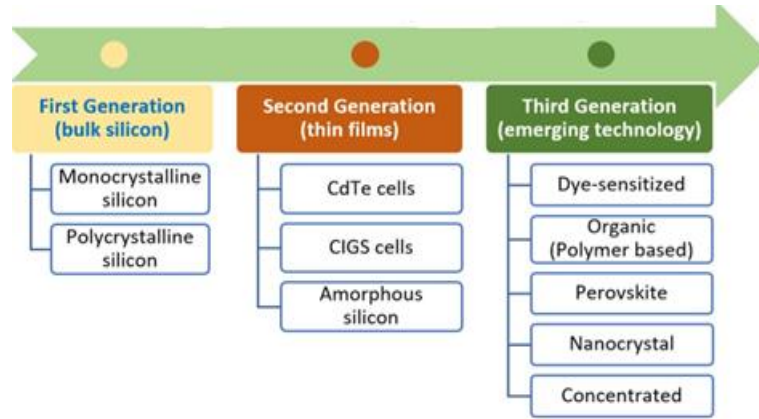 First Generation
(bulk silicon)
Monocrystalline
silicon
Polycrystalline
silicon
Second Generation
(thin films)
CdTe cells
CIGS cells
Amorphous
silicon
Third Generation
(emerging technology)
Dye-sensitized
Organic
(Polymer based)
Perovskite
Nanocrystal
Concentrated